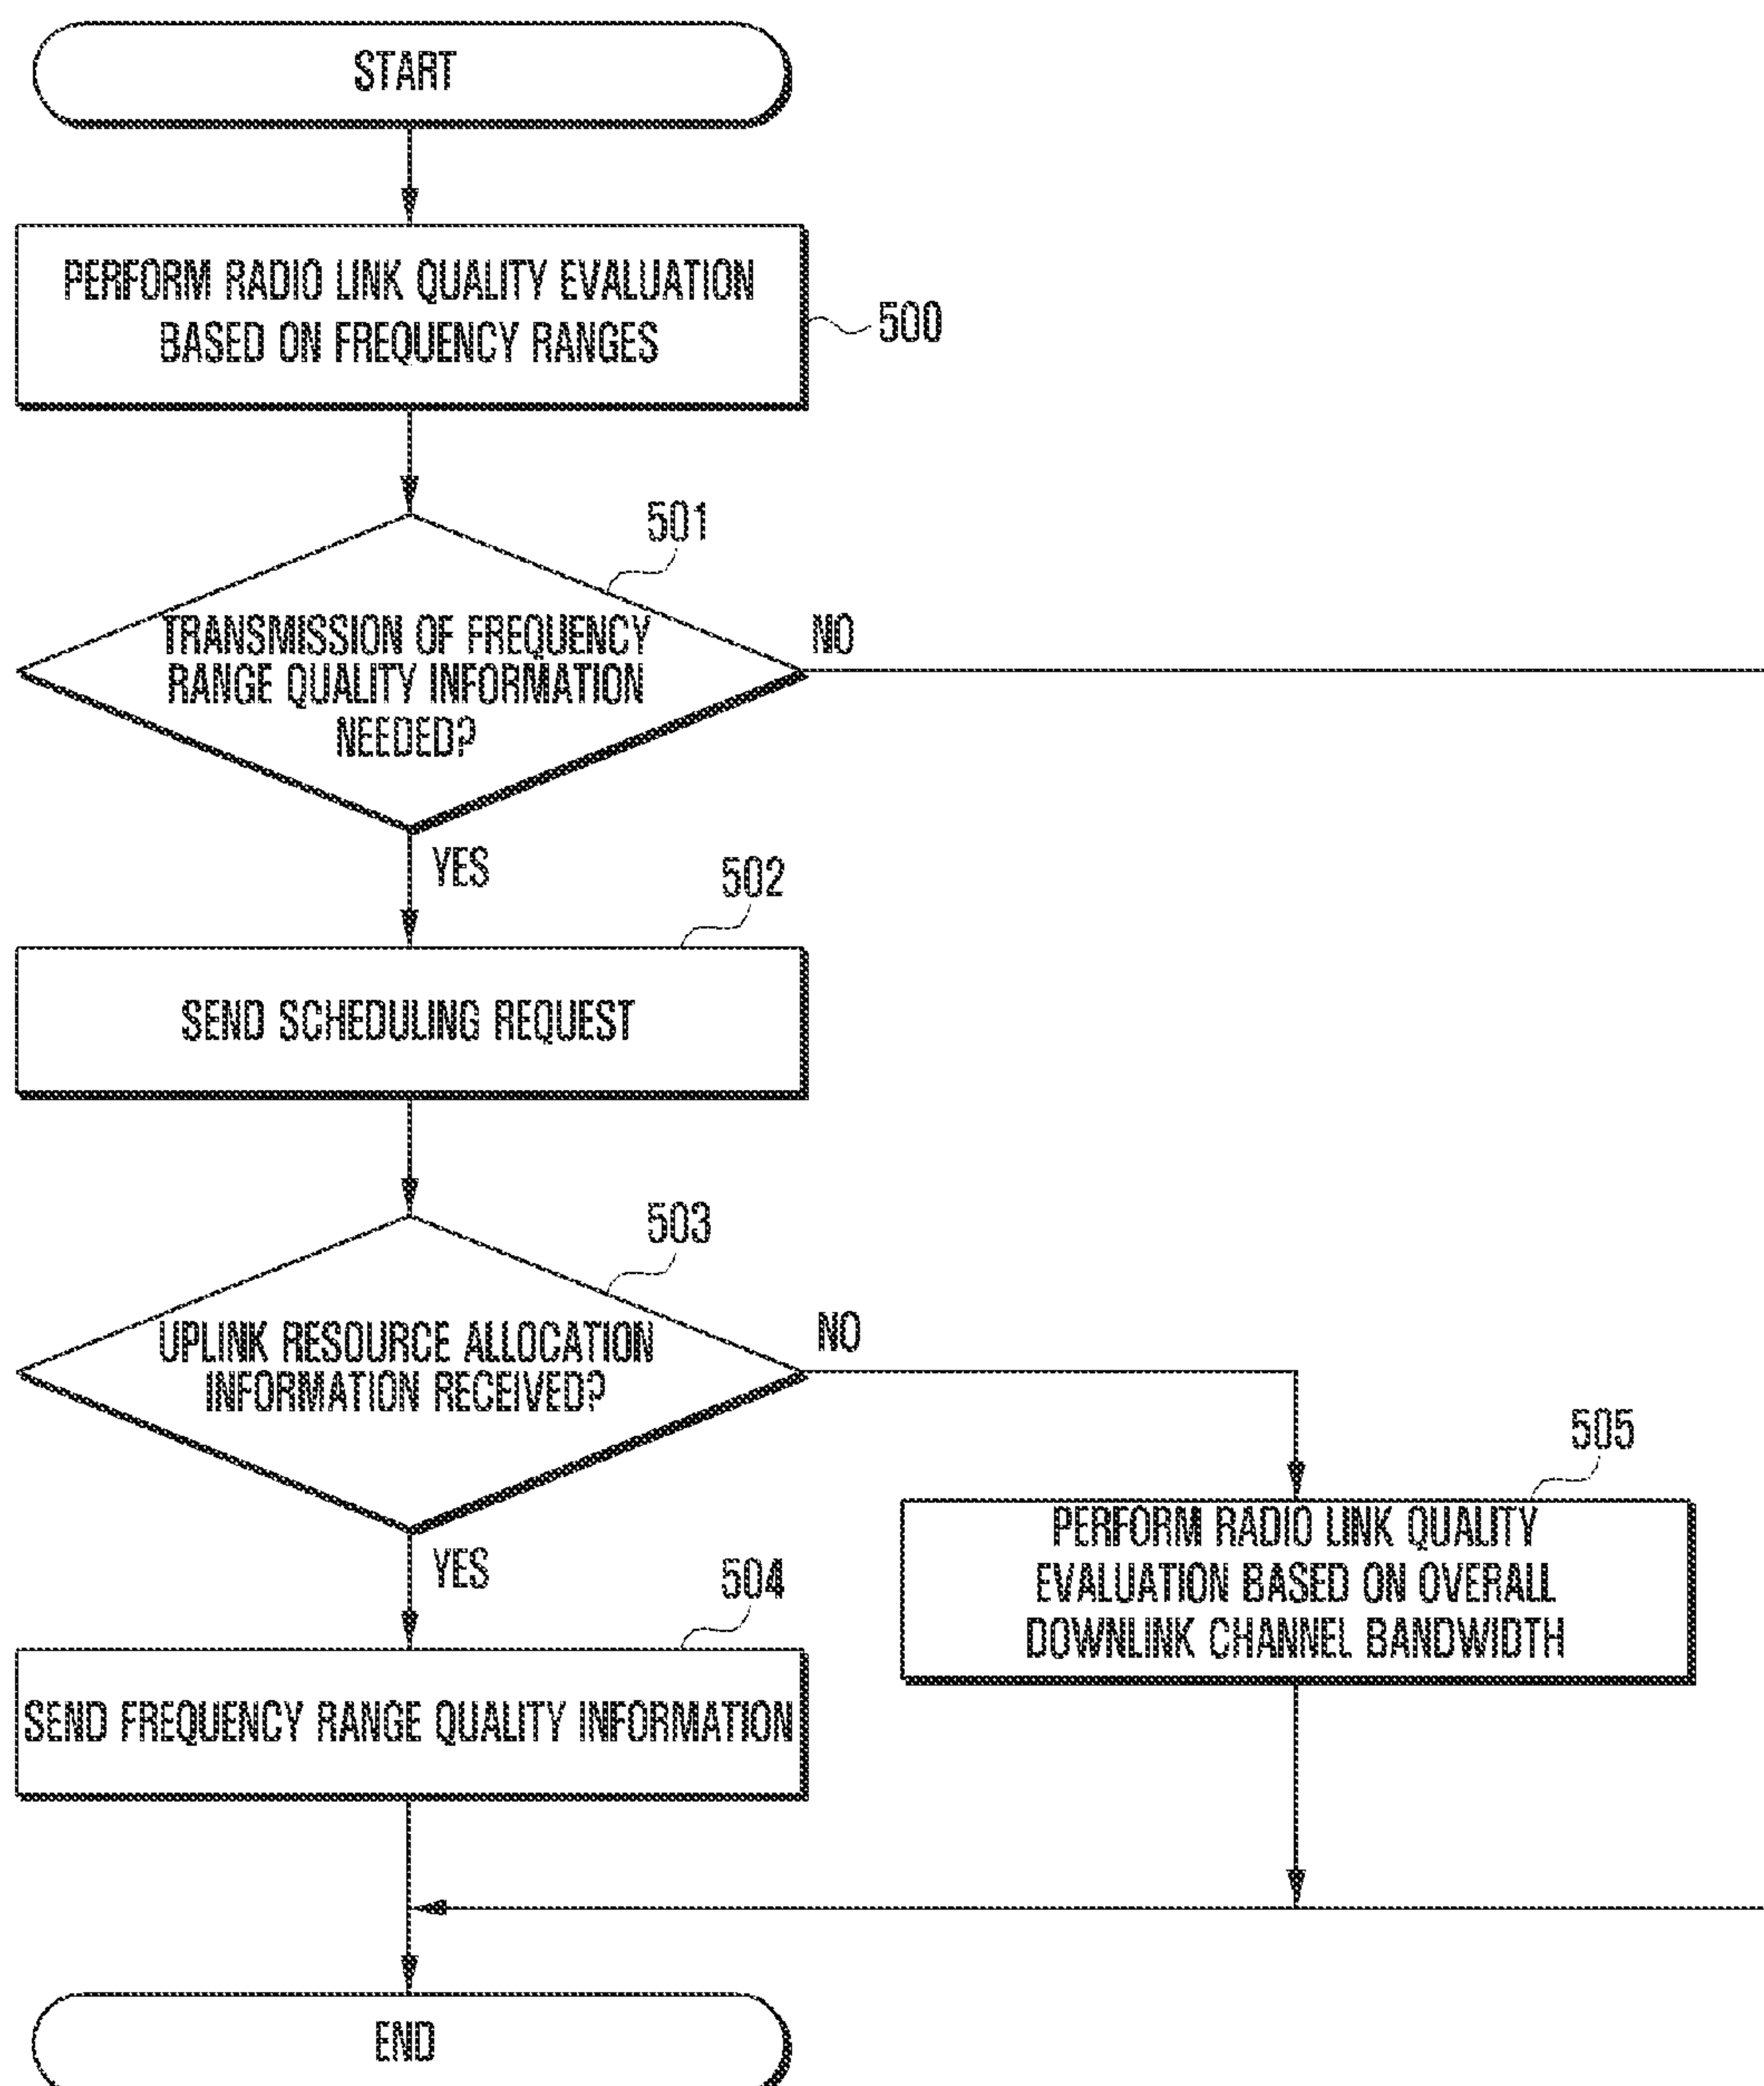 START
PERFORM RADIO LINK QUALITY EVALUATION
BASED ON FREQUENCY RANGES
500
501
TRANSMISSION OF FREQUENCY
RANGE QUALITY INFORMATION
NEEDED?
NO
YES
502
SEND SCHEDULING REQUEST
503
UPLINK RESOURCE ALLOCATION
INFORMATION RECEIVED?
NO
YES
505
PERFORM RADIO LINK QUALITY
EVALUATION BASED ON OVERALL
DOWNLINK CHANNEL BANDWIDTH
504
SEND FREQUENCY RANGE QUALITY INFORMATION
END